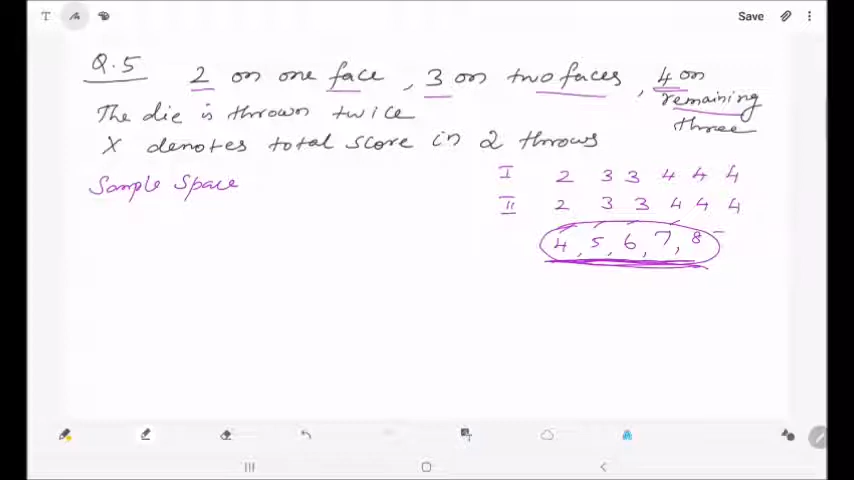 Save
Q.5 2 on one face, 3 on two faces, 4 on
remaining
three
The die is thrown twice
X denotes total score in 2 throws
Sample Space
I 2 3 3 4 4 4
II 2 3 3 4 4 4
4, 5, 6, 7, 8